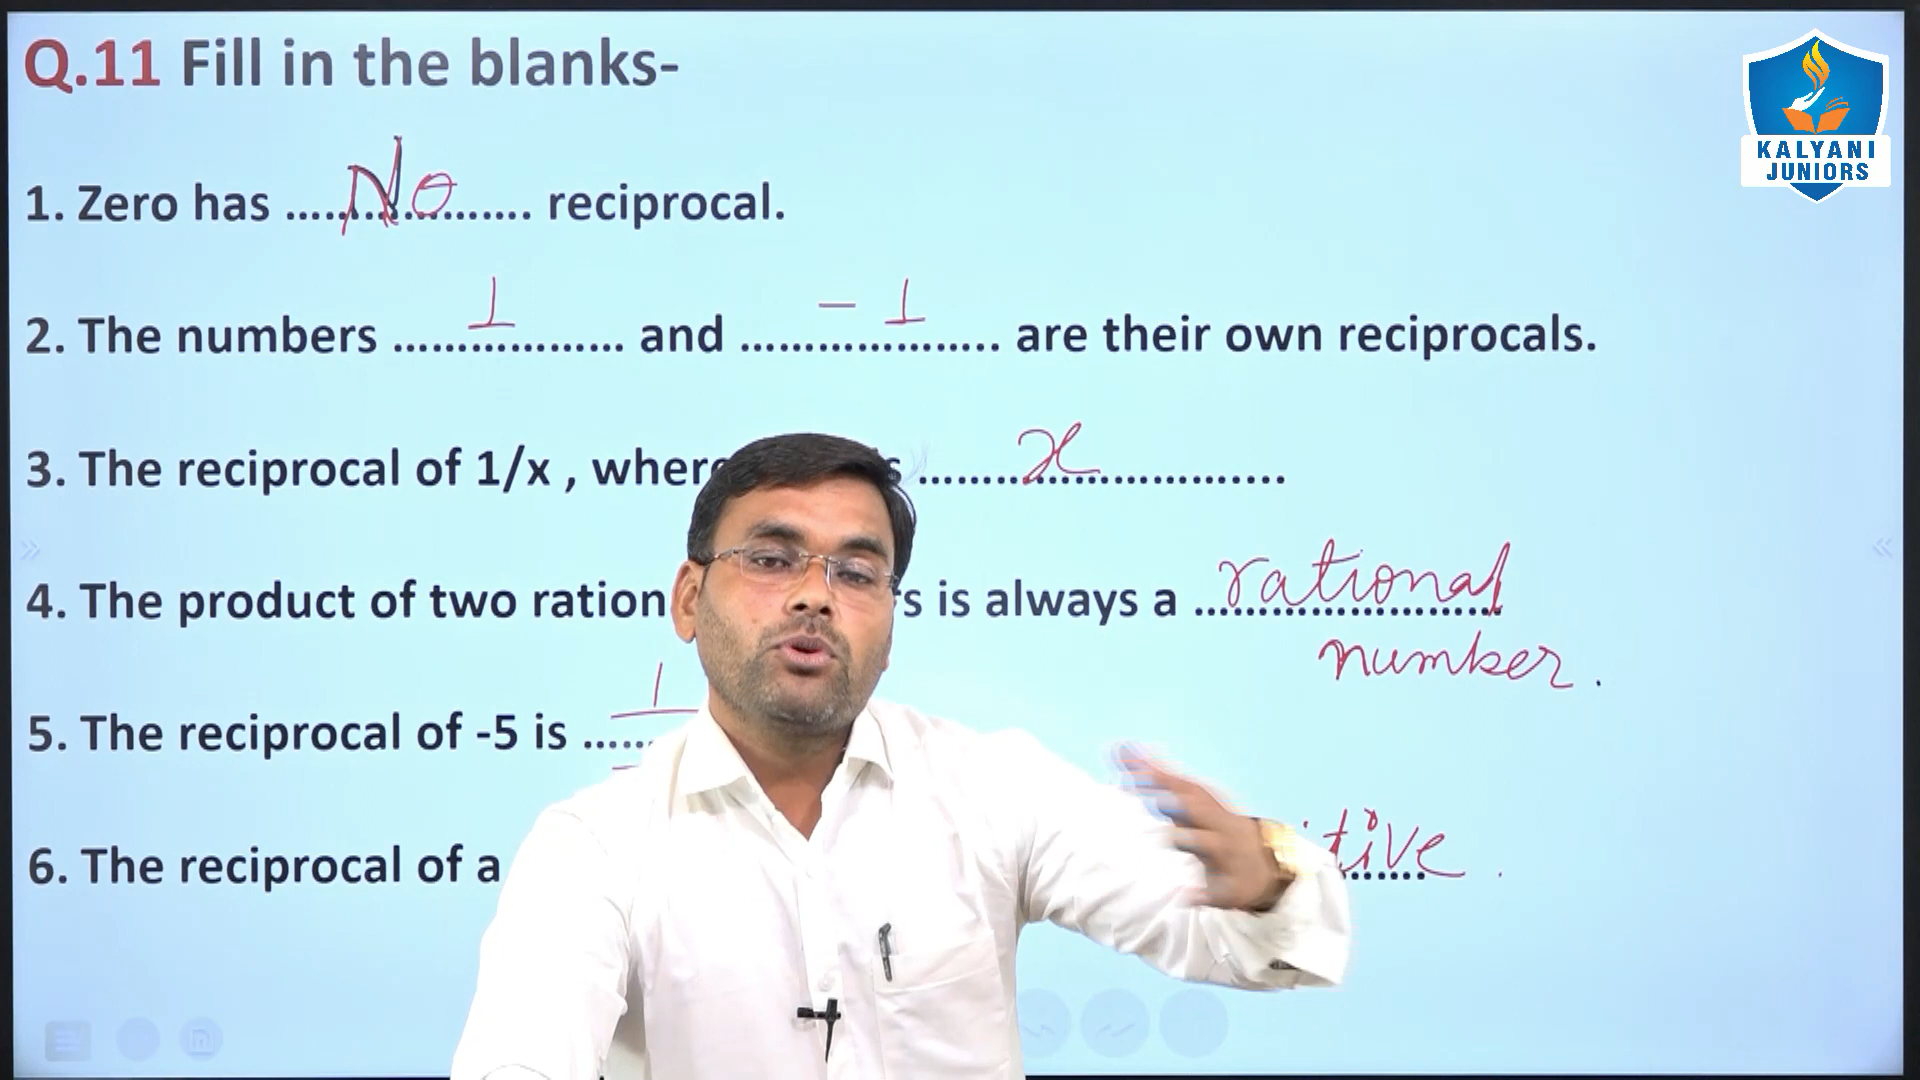 Q.11 Fill in the blanks-
KALYANI
JUNIORS
1. Zero has ......No......... reciprocal.
2. The numbers ......1......... and ......-1......... are their own reciprocals.
3. The reciprocal of 1/x , where s ......x.........
4. The product of two ration s is always a ......rational.........
number.
5. The reciprocal of -5 is ...... 1
6. The reciprocal of a itive.